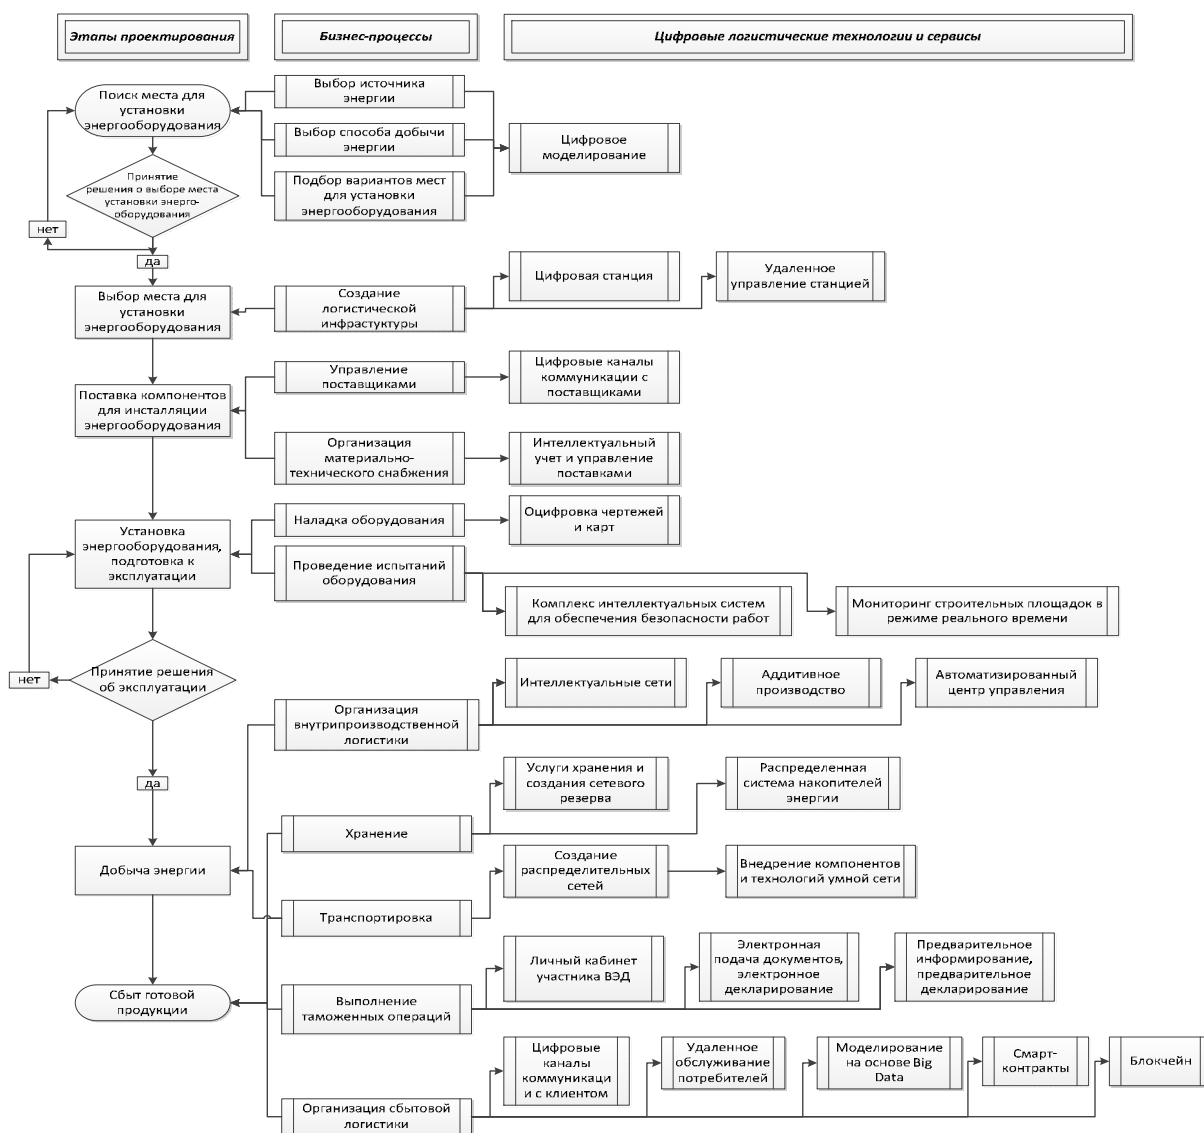 Этапы проектирования
Бизнес-процессы
Цифровые логистические технологии и сервисы
Поиск места для
установки
энергооборудования
Выбор источника
энергии
Выбор способа добычи
энергии
Подбор вариантов мест
для установки
энергооборудования
Цифровое
моделирование
Принятие
решения о выборе места
установки энерго-
оборудования
нет
да
Выбор места для
установки
энергооборудования
Создание
логистической
инфрастуктуры
Цифровая станция
Удаленное
управление станцией
Поставка компонентов
для инсталляции
энергооборудования
Управление
поставщиками
Цифровые каналы
коммуникации с
поставщиками
Организация
материально-
технического снабжения
Интеллектуальный
учет и управление
поставками
Установка
энергооборудования,
подготовка к
эксплуатации
Наладка оборудования
Оцифровка чертежей
и карт
Проведение испытаний
оборудования
Комплекс интеллектуальных систем
для обеспечения безопасности работ
Мониторинг строительных площадок в
режиме реального времени
Принятие решения
об эксплуатации
нет
да
Организация
внутрипроизводственной
логистики
Интеллектуальные сети
Аддитивное
производство
Автоматизированный
центр управления
Хранение
Услуги хранения и
создания сетевого
резерва
Распределенная
система накопителей
энергии
Добыча энергии
Транспортировка
Создание
распределительных
сетей
Внедрение компонентов
и технологий умной сети
Сбыт готовой
продукции
Выполнение
таможенных операций
Личный кабинет
участника ВЭД
Электронная
подача документов,
электронное
декларирование
Предварительное
информирование,
предварительное
декларирование
Организация сбытовой
логистики
Цифровые
каналы
коммуникаци
и с клиентом
Удаленное
обслуживание
потребителей
Моделирование
на основе Big
Data
Смарт-
контракты
Блокчейн